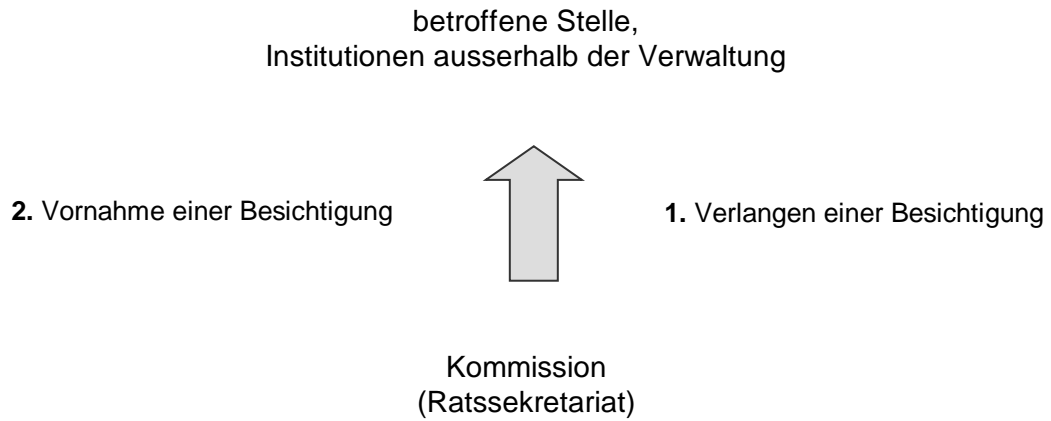 betroffene Stelle,
Institutionen ausserhalb der Verwaltung
2. Vornahme einer Besichtigung
1. Verlangen einer Besichtigung
Kommission
(Ratssekretariat)